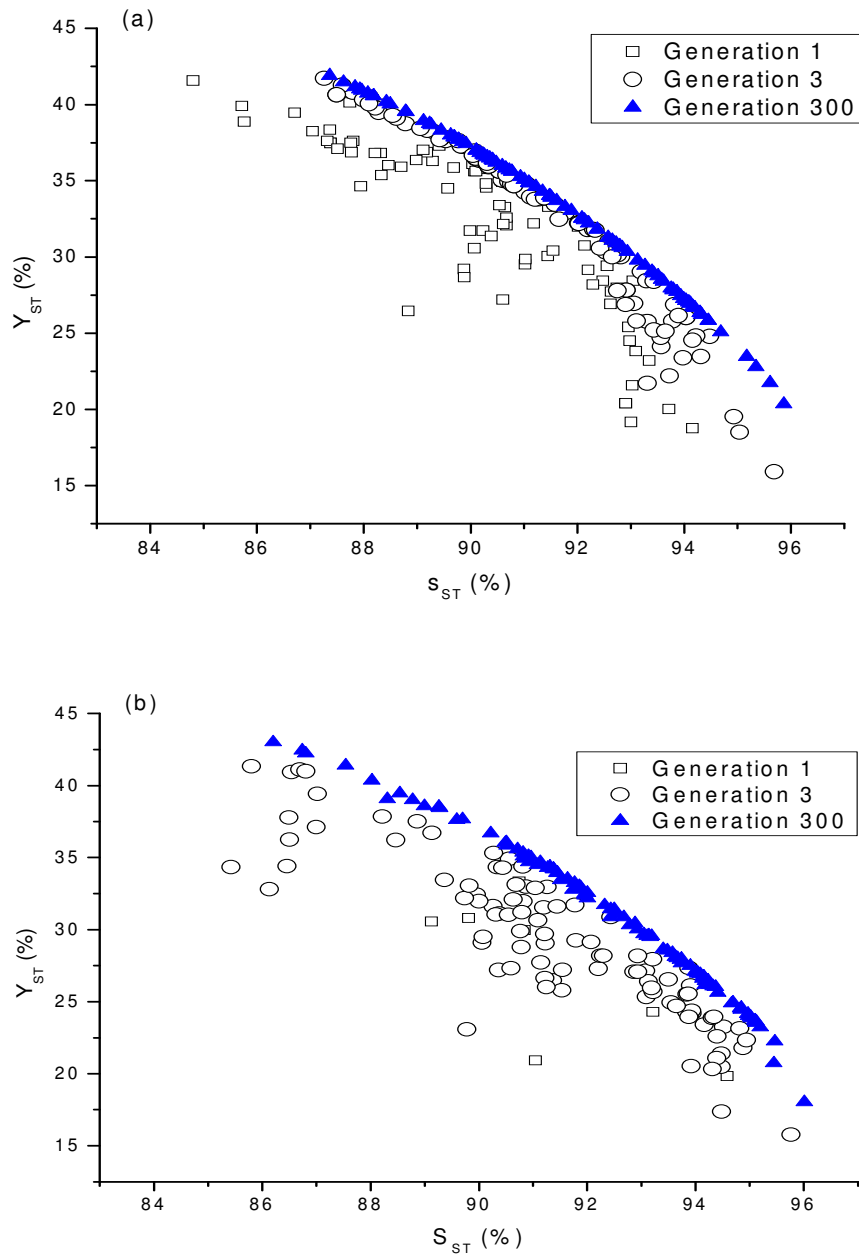 (a)
45
40
35
30
25
20
15
84 86 88 90 92 94 96
Y_ST (%)
s_ST (%)
Generation 1
Generation 3
Generation 300
(b)
45
40
35
30
25
20
15
84 86 88 90 92 94 96
Y_ST (%)
S_ST (%)
Generation 1
Generation 3
Generation 300